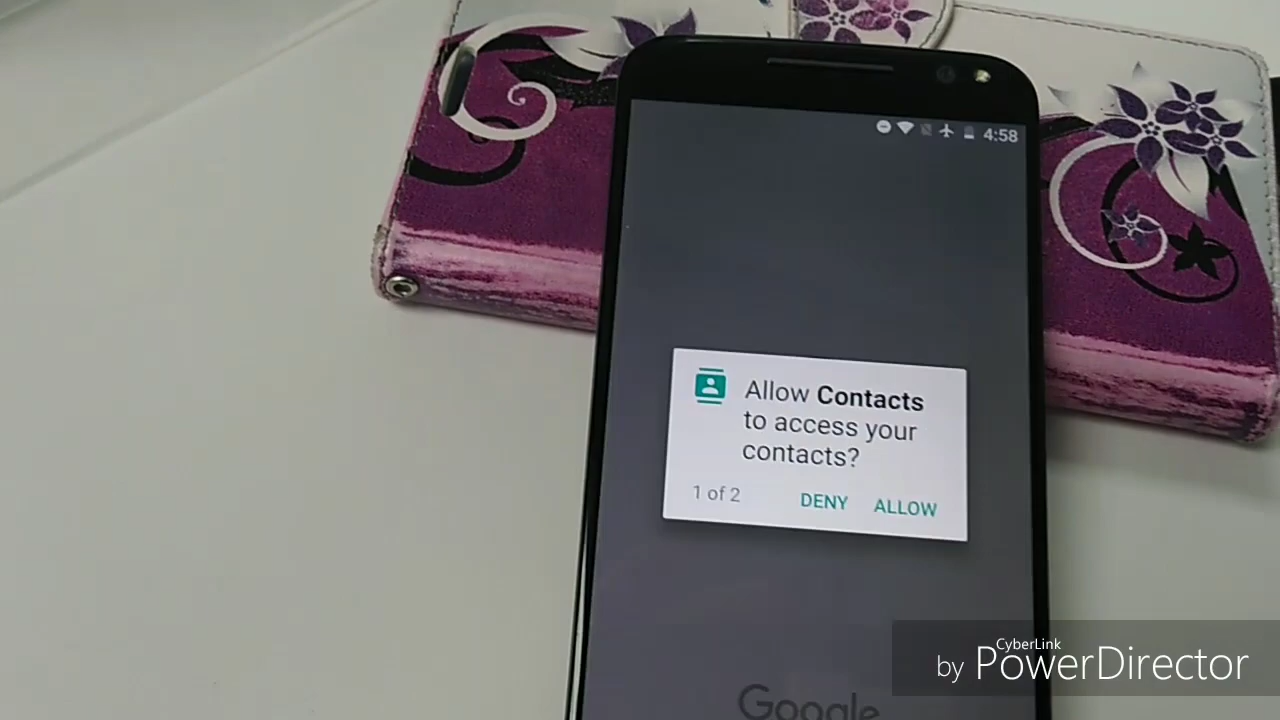 4:58
Allow Contacts
to access your
contacts?
1 of 2
DENY ALLOW
Google
CyberLink
by PowerDirector